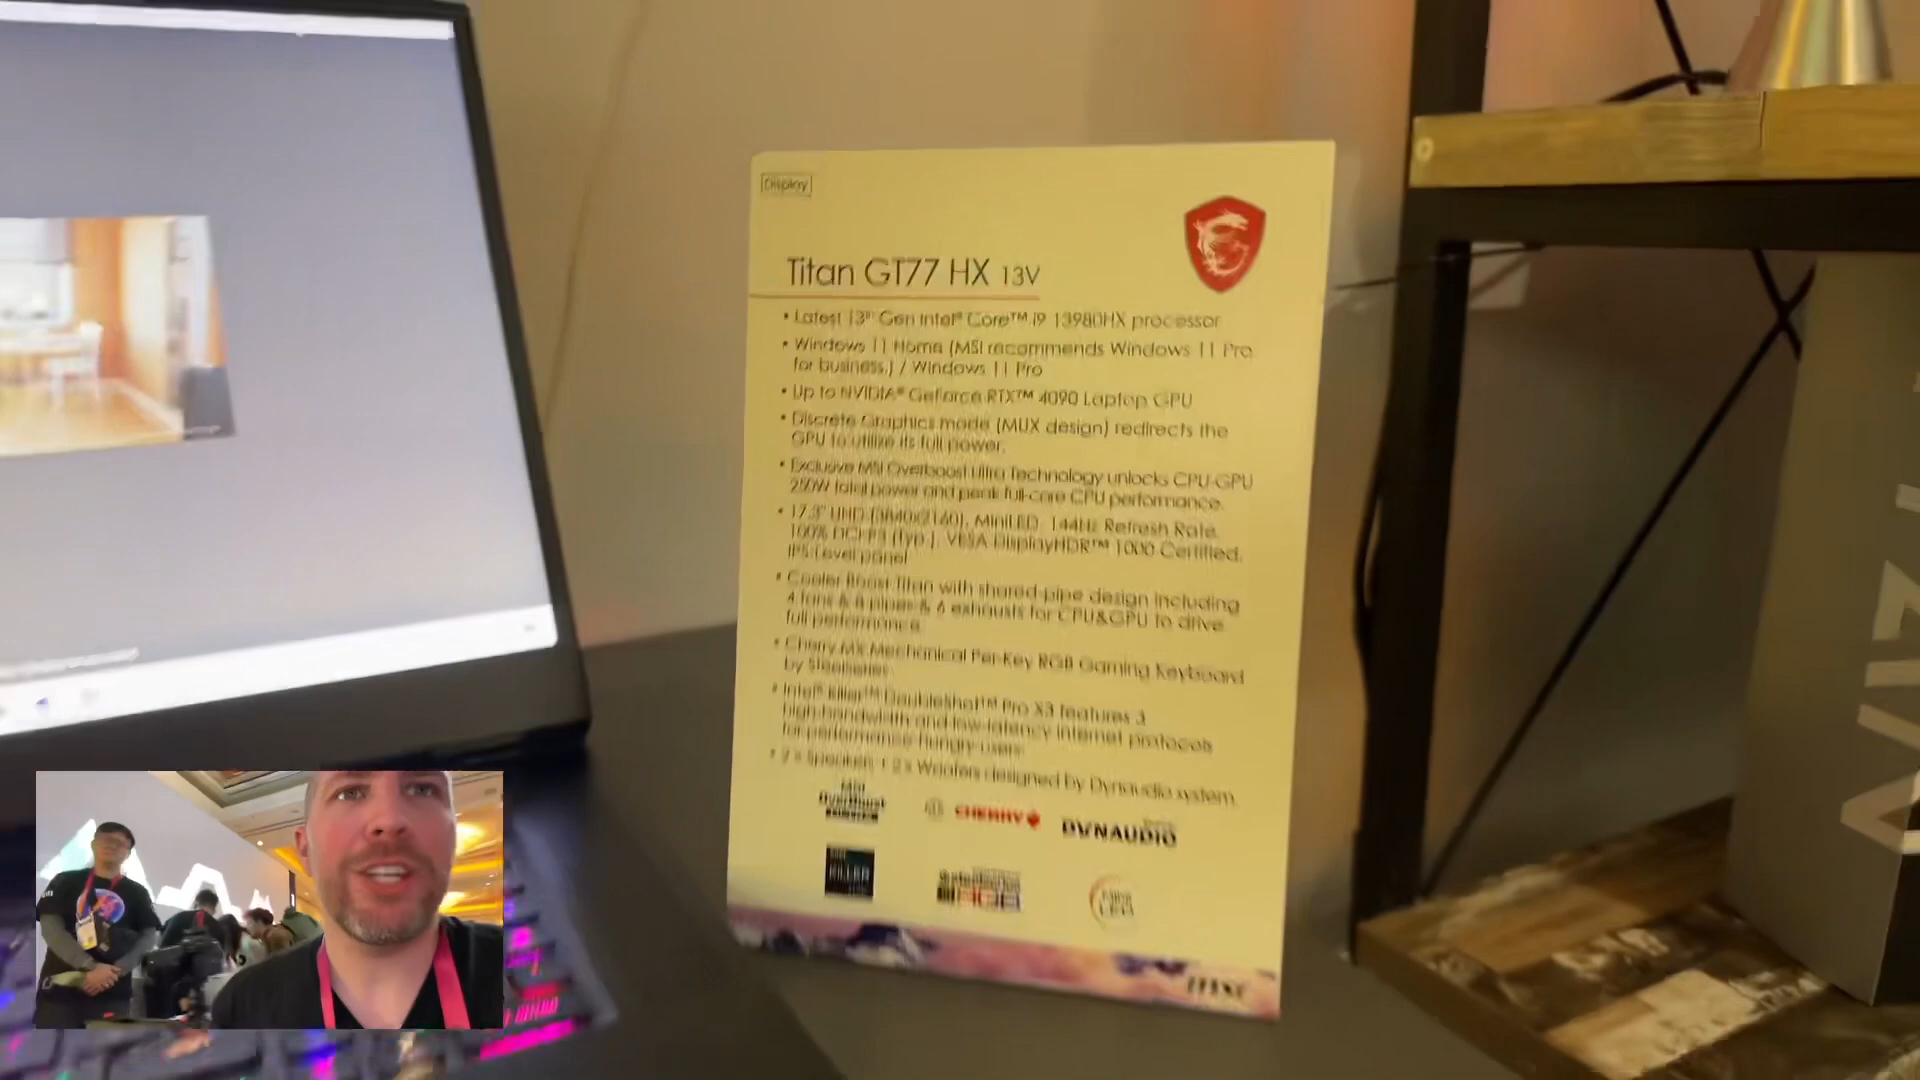 Display
Titan GT77 HX 13V
• Latest 13th Gen Intel® Core™ i9 13980HX processor
• Windows 11 Home (MSI recommends Windows 11 Pro
for business.) / Windows 11 Pro
• Up to NVIDIA® GeForce RTX™ 4090 Laptop GPU
• Discrete Graphics mode (MUX design) redirects the
GPU to utilize its full power.
• Exclusive MSI Overboost Ultra Technology unlocks CPU-GPU
250W total power and peak full-core CPU performance.
• 17.3" UHD (3840x2160), MiniLED, 144Hz Refresh Rate,
100% DCI-P3 (typ.), VESA DisplayHDR™ 1000 Certified,
IPS-Level panel
• Cooler Boost Titan with shared-pipe design including
4 fans & 8 pipes & 6 exhausts for CPU&GPU to drive
full performance.
• Cherry MX Mechanical Per-Key RGB Gaming Keyboard
by SteelSeries
• Intel® Killer™ DoubleShot™ Pro X3 features 3
high-bandwidth and low-latency internet protocols
for performance-hungry users.
• 2 x Speakers + 2 x Woofers designed by Dynaudio system.
CHERRY
DYNAUDIO
KILLER